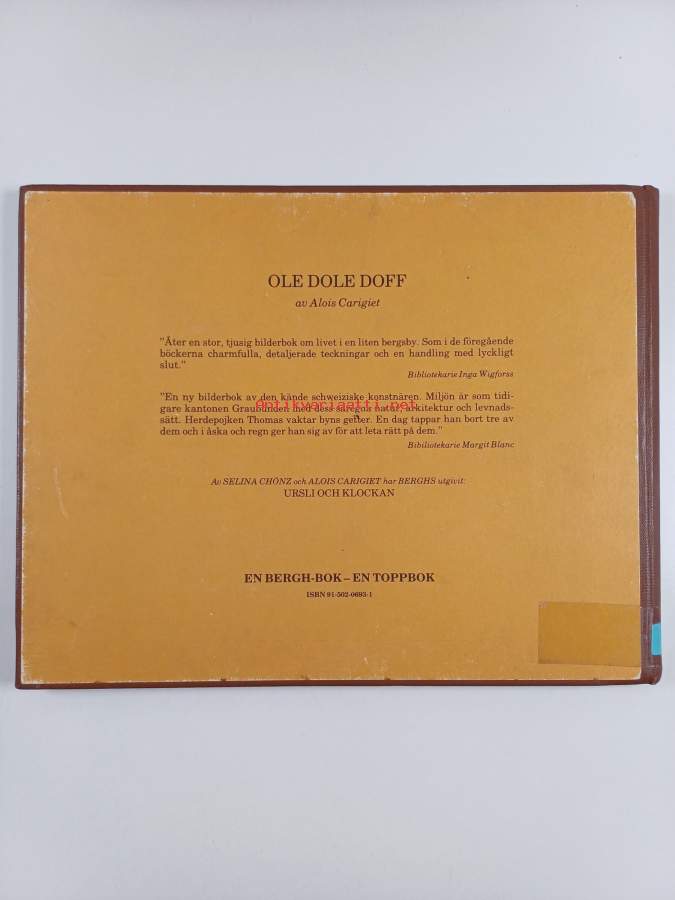 OLE DOLE DOFF
av Alois Carigiet
"Åter en stor, tjusig bilderbok om livet i en liten bergsby. Som i de föregående
böckerna charmfulla, detaljerade teckningar och en handling med lyckligt
slut."
Bibliotekarie Inga Wigforss
"En ny bilderbok av den kände schweiziske konstnären. Miljön är som tidi-
Antikvariaatti.net
gare kantonen Graubünden med dess säregna natur, arkitektur och levnads-
sätt. Herdepojken Thomas vaktar byns getter. En dag tappar han bort tre av
dem och i åska och regn ger han sig av för att leta rätt på dem."
Bibiliotekarie Margit Blanc
Av SELINA CHÖNZ och ALOIS CARIGIET har BERGHS utgivit:
URSLI OCH KLOCKAN
EN BERGH-BOK – EN TOPPBOK
ISBN 91-502-0693-1